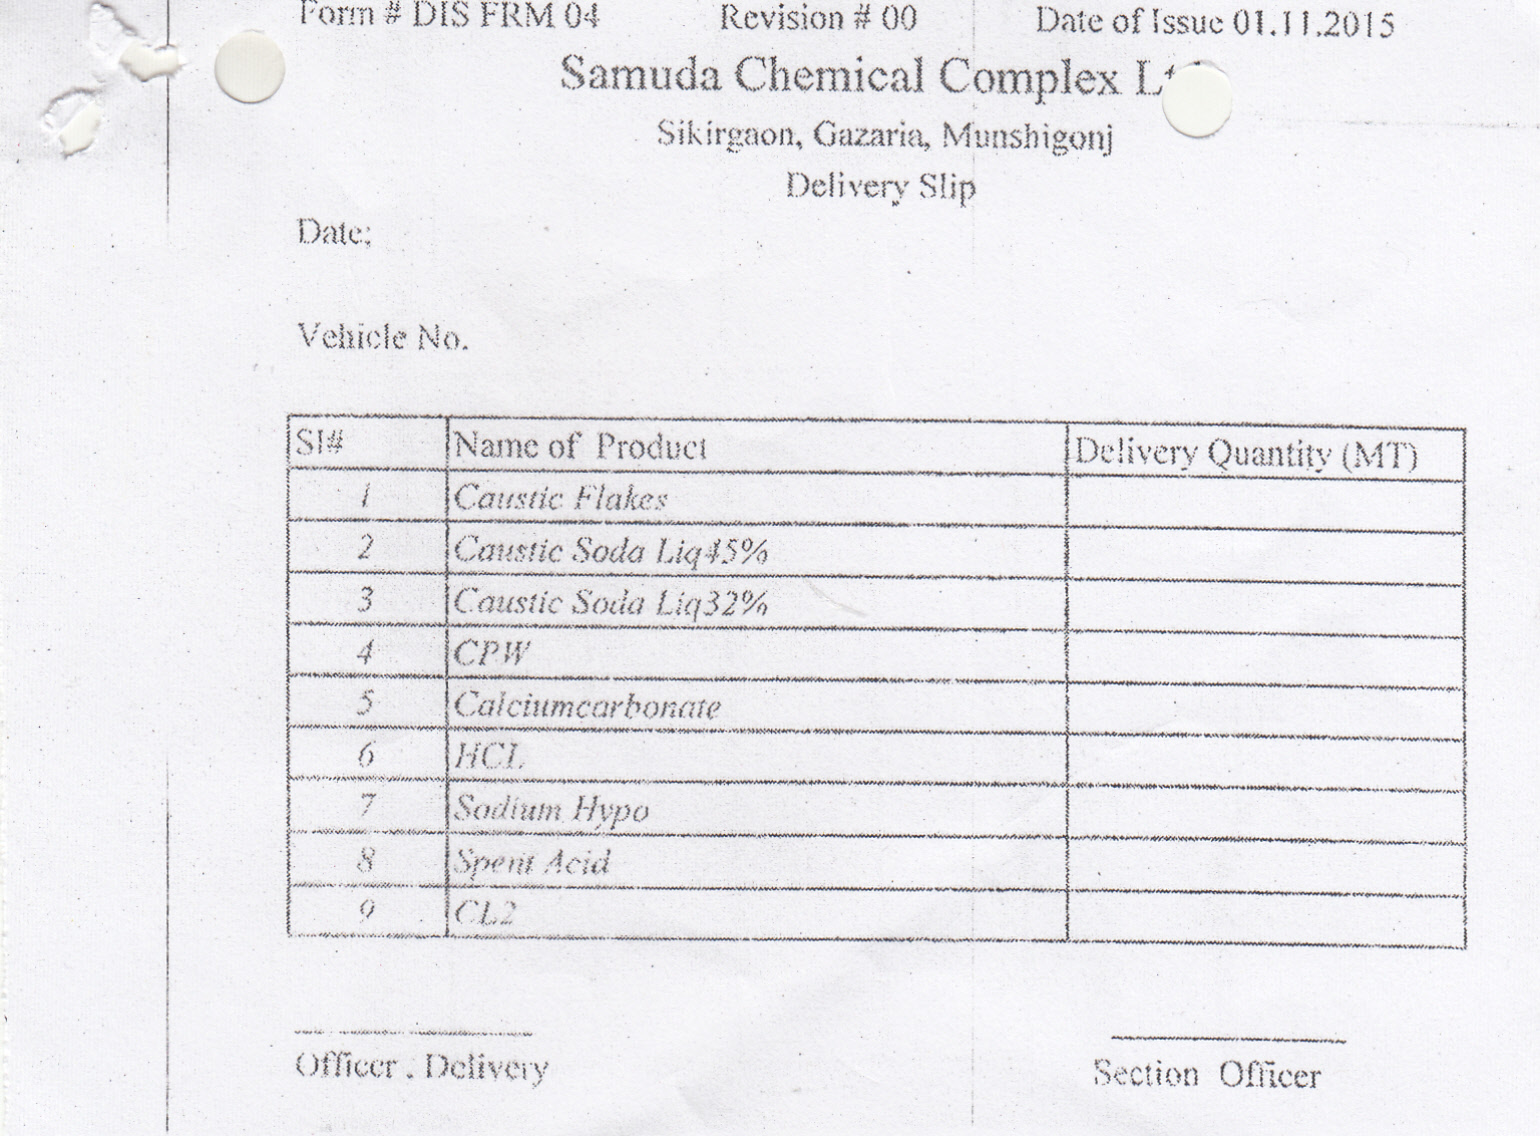 Form # DIS FRM 04 Revision # 00 Date of Issue 01.11.2015
Samuda Chemical Complex
Sikirgaon, Gazaria, Munshigonj
Delivery Slip
Date;
Vehicle No.
Sl# Name of Product Delivery Quantity (MT)
1 Caustic Flakes
2 Caustic Soda Liq45%
3 Caustic Soda Liq32%
4 CPW
5 Calciumcarbonate
6 HCL
7 Sodium Hypo
8 Spent Acid
9 CL2
Officer . Delivery Section Officer